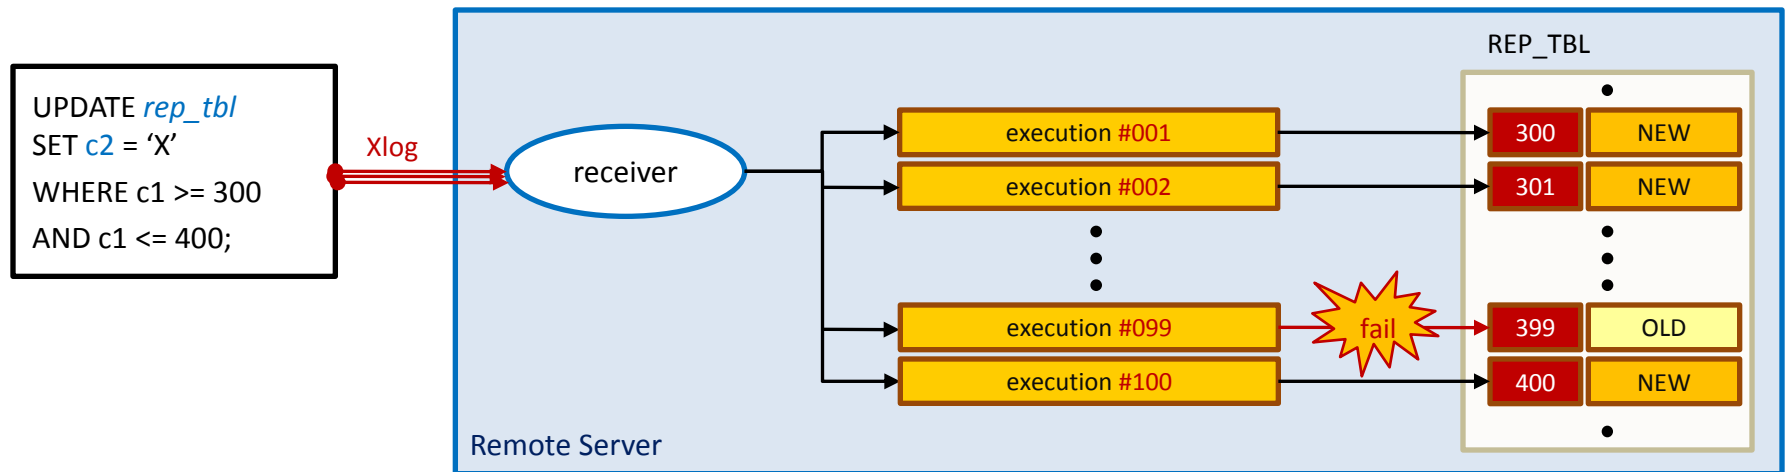 REP_TBL
UPDATE rep_tbl
SET c2 = ‘X’
WHERE c1 >= 300
AND c1 <= 400;
Xlog
receiver
execution #001
300
NEW
execution #002
301
NEW
execution #099
fail
399
OLD
execution #100
400
NEW
Remote Server